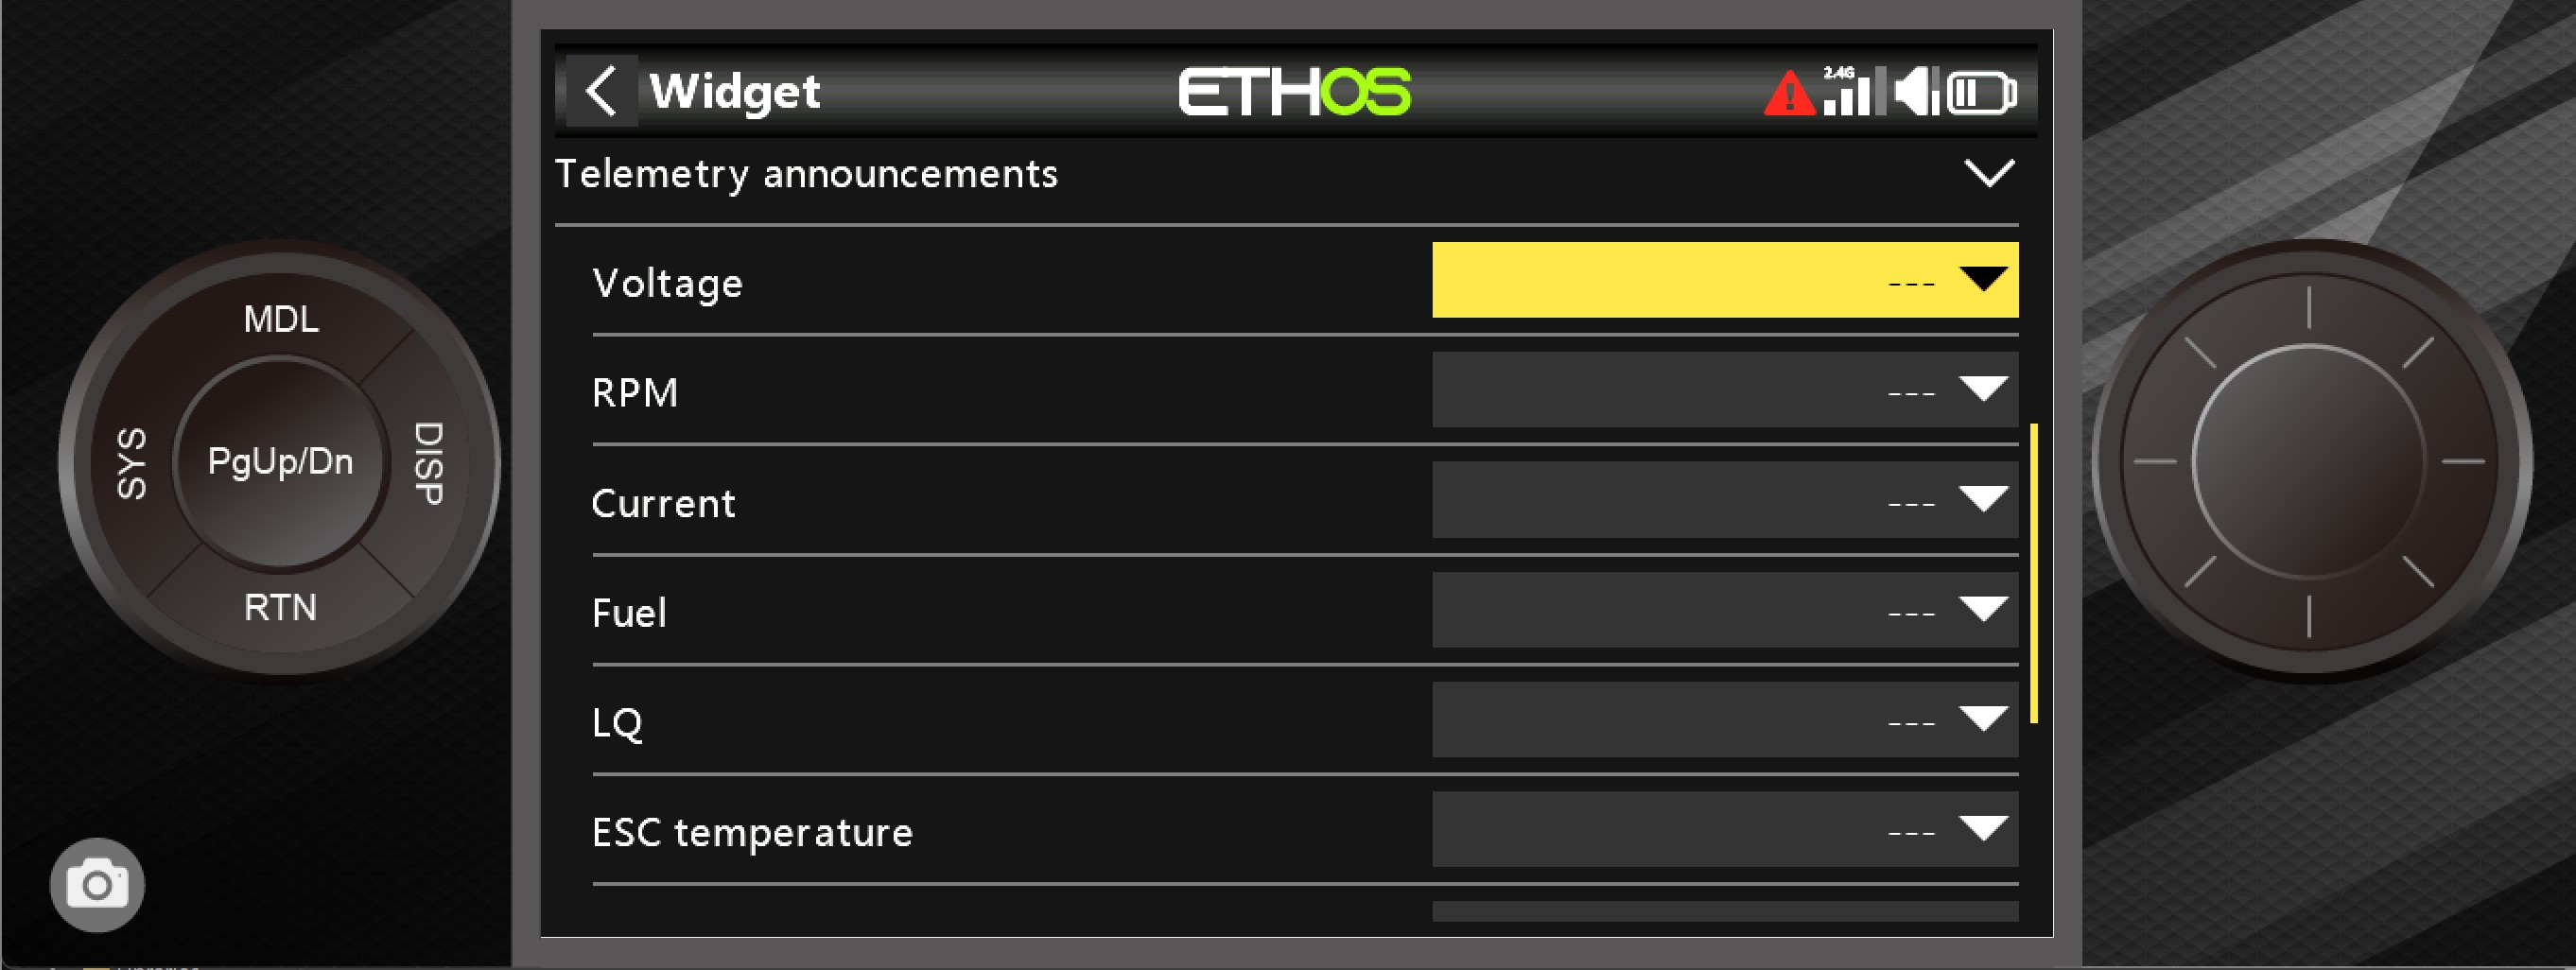 Widget
ETHOS
2.4G
Telemetry announcements
Voltage
---
RPM
---
Current
---
Fuel
---
LQ
---
ESC temperature
---
MDL
SYS
PgUp/Dn
DISP
RTN